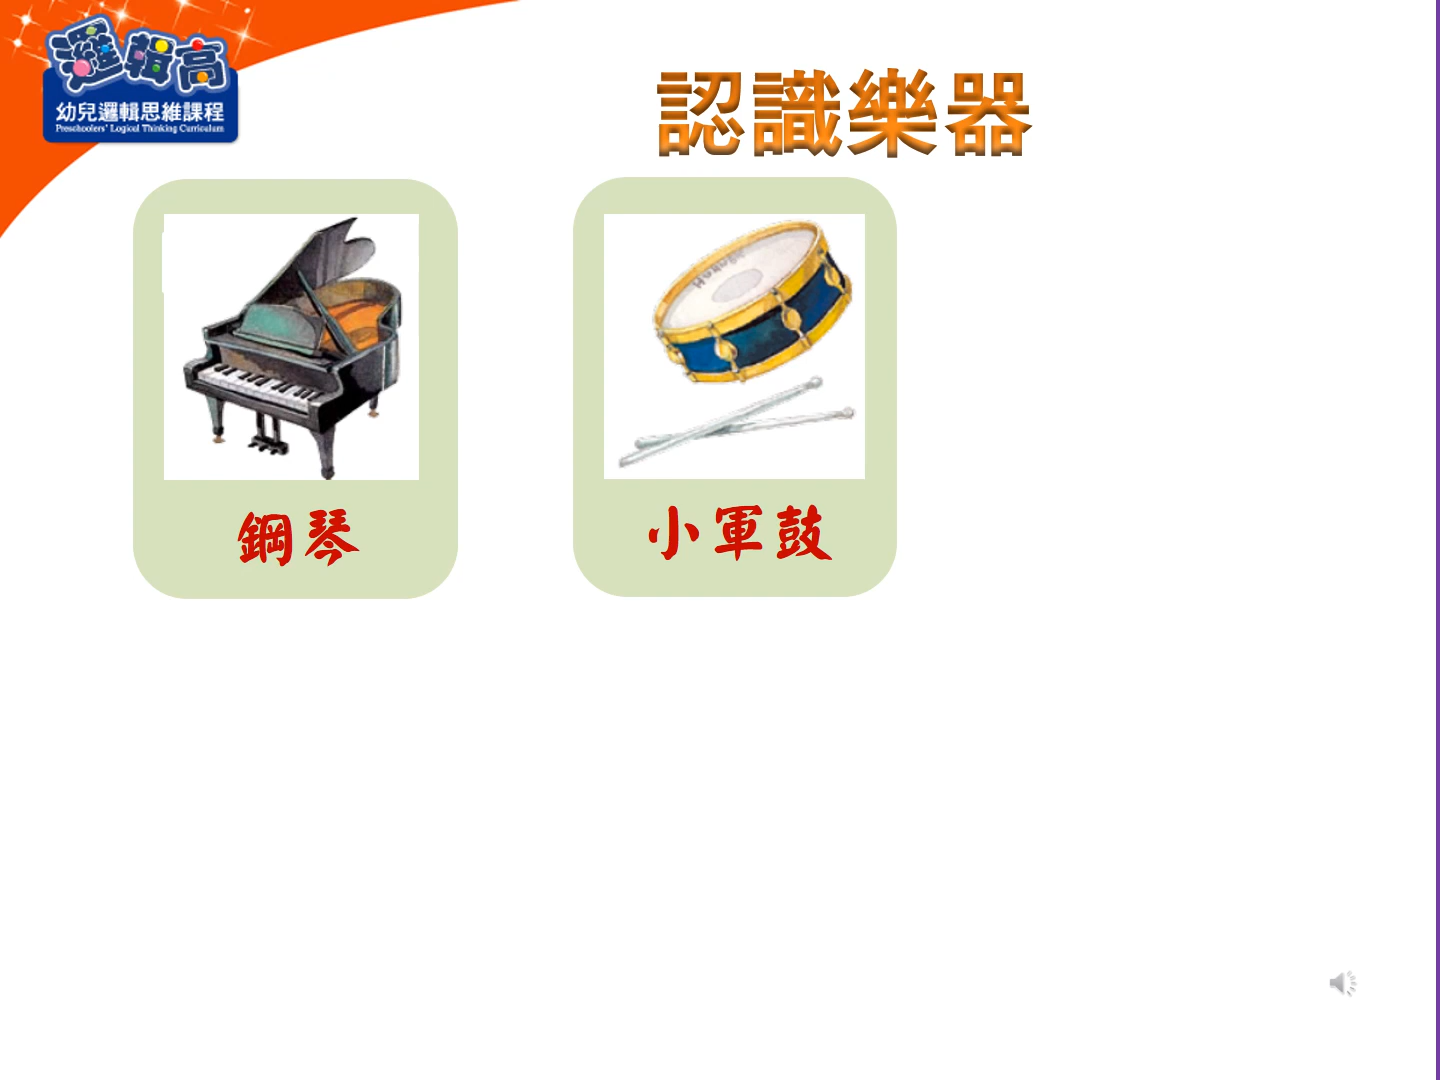 邏輯高
幼兒邏輯思維課程
Preschoolers' Logical Thinking Curriculum
認識樂器
鋼琴
小軍鼓